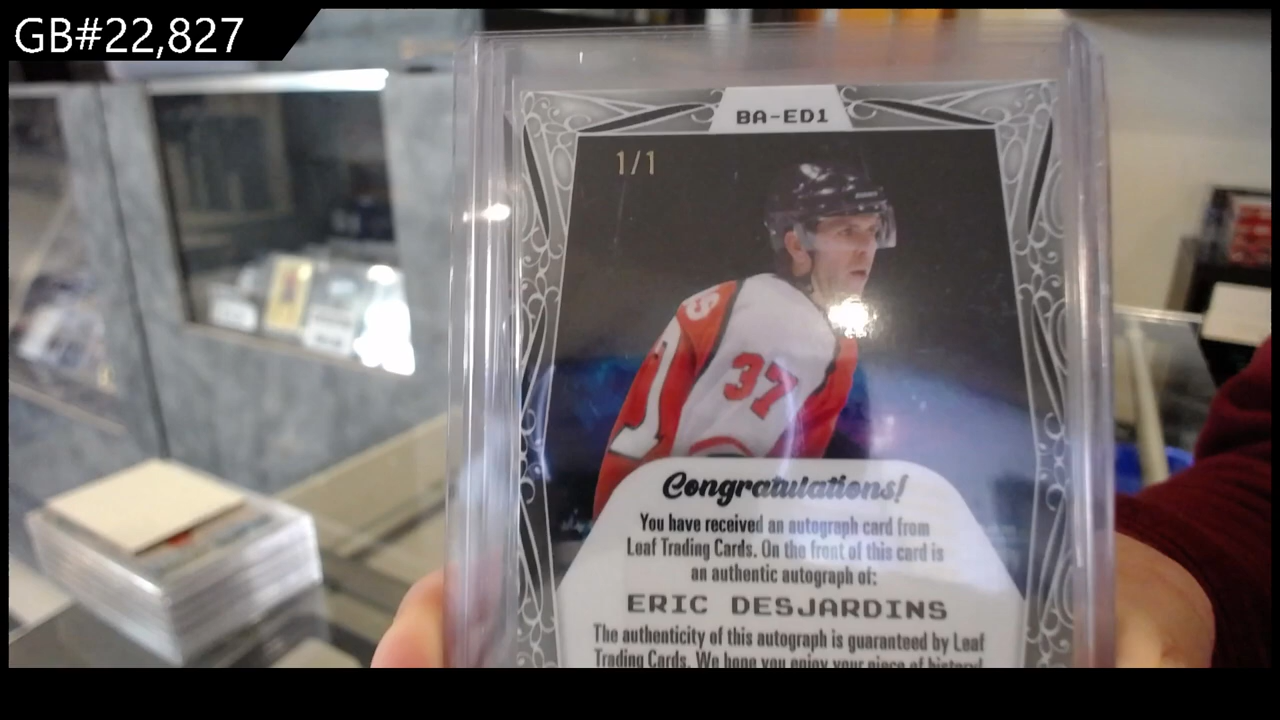 GB#22,827
BA-ED1
1/1
37
Congratulations!
You have received an autograph card from
Leaf Trading Cards. On the front of this card is
an authentic autograph of:
ERIC DESJARDINS
The authenticity of this autograph is guaranteed by Leaf
Trading Cards. We hope you enjoy your piece of history!